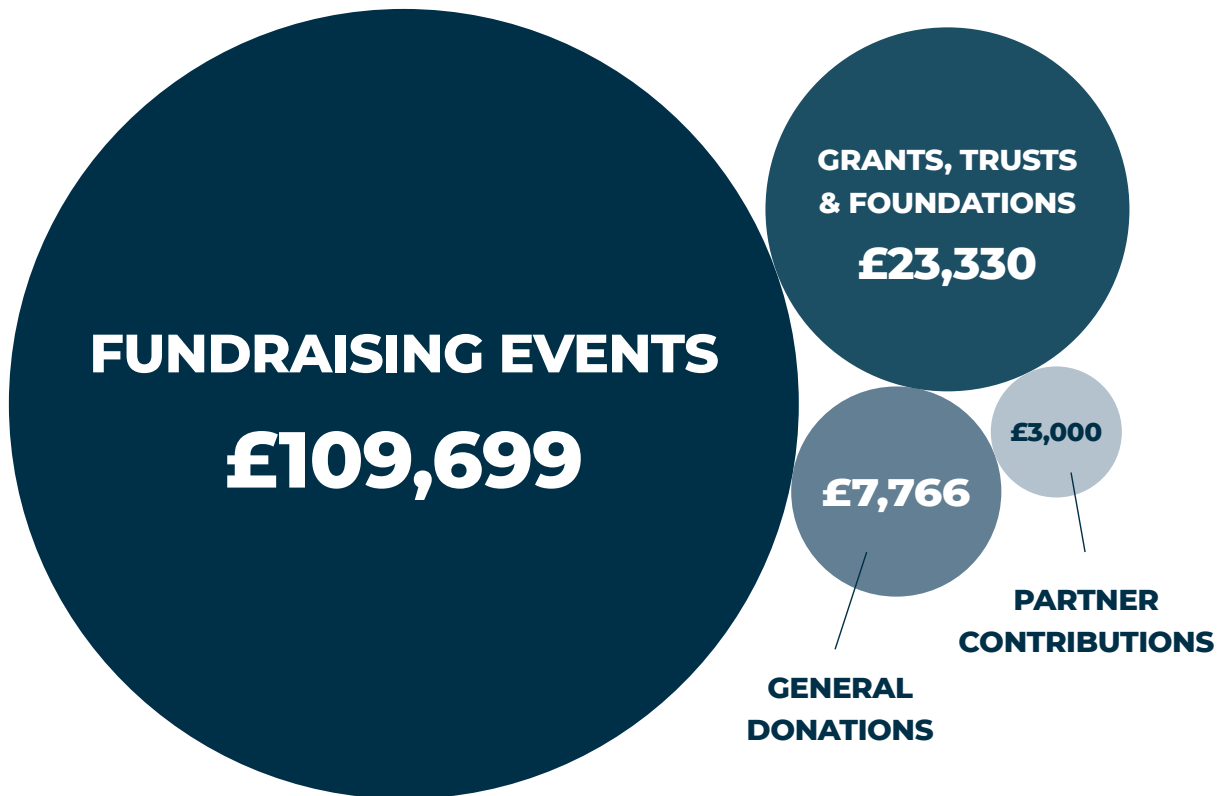 FUNDRAISING EVENTS
£109,699
GRANTS, TRUSTS
& FOUNDATIONS
£23,330
£7,766
GENERAL
DONATIONS
£3,000
PARTNER
CONTRIBUTIONS